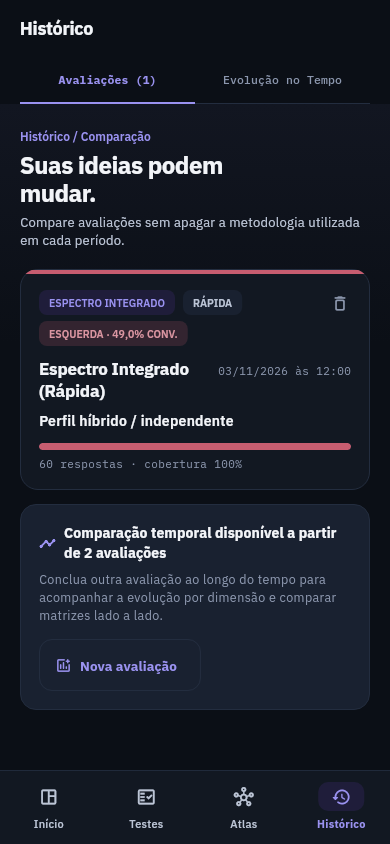 Histórico
Avaliações (1)
Evolução no Tempo
Histórico / Comparação
Suas ideias podem
mudar.
Compare avaliações sem apagar a metodologia utilizada
em cada período.
ESPECTRO INTEGRADO
RÁPIDA
ESQUERDA · 49,0% CONV.
Espectro Integrado
(Rápida)
03/11/2026 às 12:00
Perfil híbrido / independente
60 respostas · cobertura 100%
Comparação temporal disponível a partir
de 2 avaliações
Conclua outra avaliação ao longo do tempo para
acompanhar a evolução por dimensão e comparar
matrizes lado a lado.
Nova avaliação
Início
Testes
Atlas
Histórico